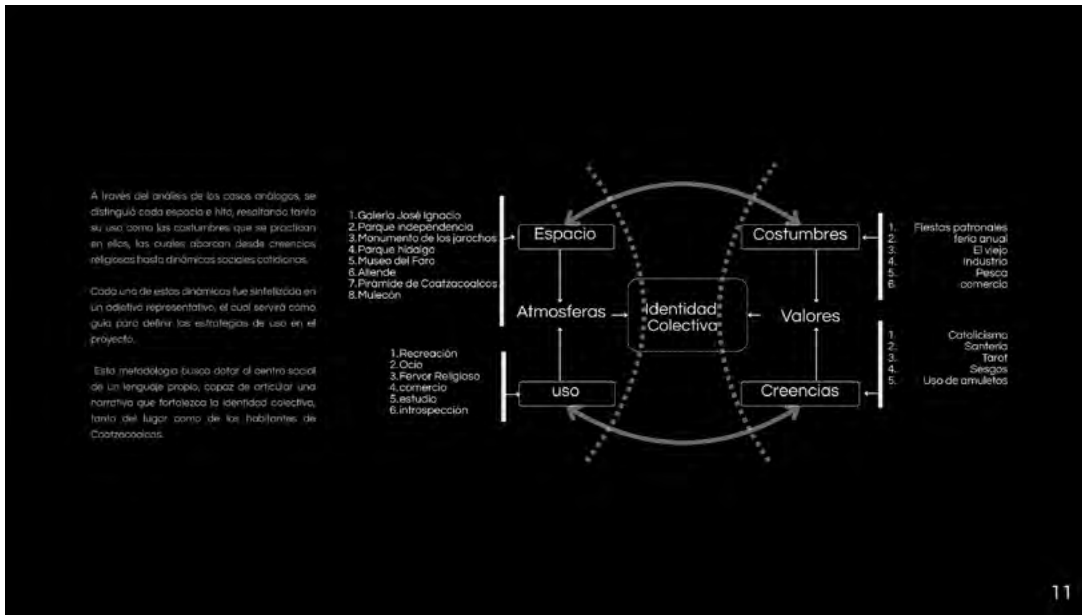 A través del análisis de los casos análogos, se
distinguió cada espacio e hito, resaltando tanto
su uso como las costumbres que se practican
en ellos, las cuales abarcan desde creencias
religiosas hasta dinámicas sociales cotidianas.
Cada una de estas dinámicas fue sintetizada en
un adjetivo representativo, el cual servirá como
guía para definir las estrategias de uso en el
proyecto.
Esta metodología busca dotar al centro social
de un lenguaje propio, capaz de articular una
narrativa que fortalezca la identidad colectiva,
tanto del lugar como de los habitantes de
Coatzacoalcos.
1.Galeria José Ignacio
2.Parque independencia
3.Monumento de los jarochos
4.Parque hidalgo
5.Museo del Faro
6.Allende
7.Pirámide de Coatzacoalcos
8.Mulecón
1.Recreación
2.Ocio
3.Fervor Religioso
4.comercio
5.estudio
6.introspección
Espacio
Atmosferas
uso
Identidad
Colectiva
Costumbres
Valores
Creencias
1. Fiestas patronales
2. feria anual
3. El viejo
4. Industria
5. Pesca
6. comercio
1. Catolicismo
2. Santería
3. Tarot
4. Sesgos
5. Uso de amuletos
11